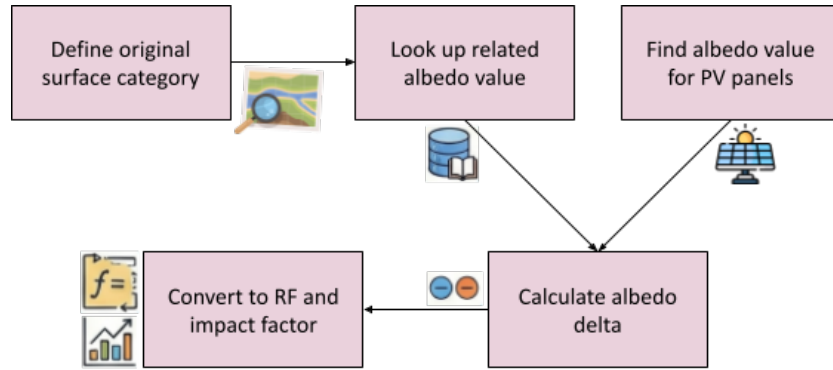 Define original
surface category
Look up related
albedo value
Find albedo value
for PV panels
Calculate albedo
delta
Convert to RF and
impact factor
f=